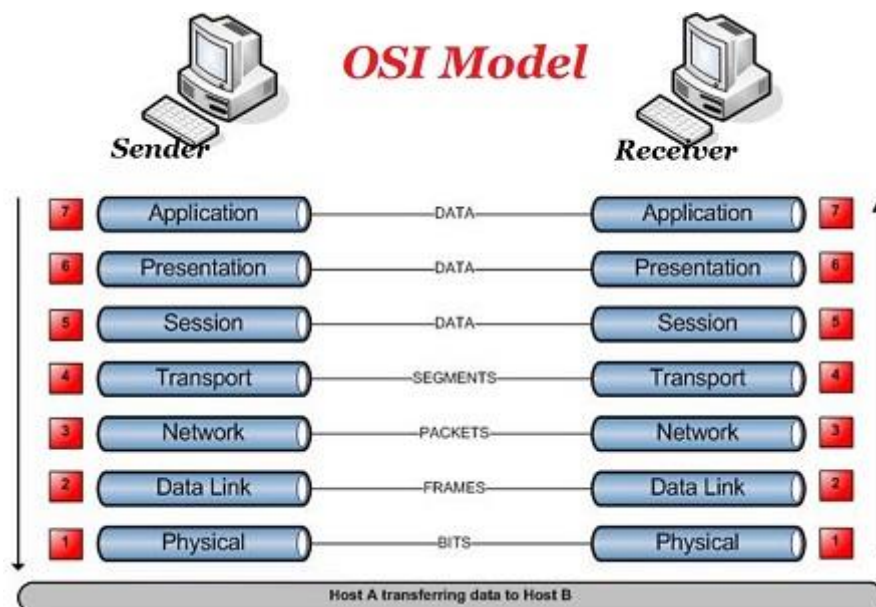 OSI Model
Sender
Receiver
7 Application DATA Application 7
6 Presentation DATA Presentation 6
5 Session DATA Session 5
4 Transport SEGMENTS Transport 4
3 Network PACKETS Network 3
2 Data Link FRAMES Data Link 2
1 Physical BITS Physical 1
Host A transferring data to Host B